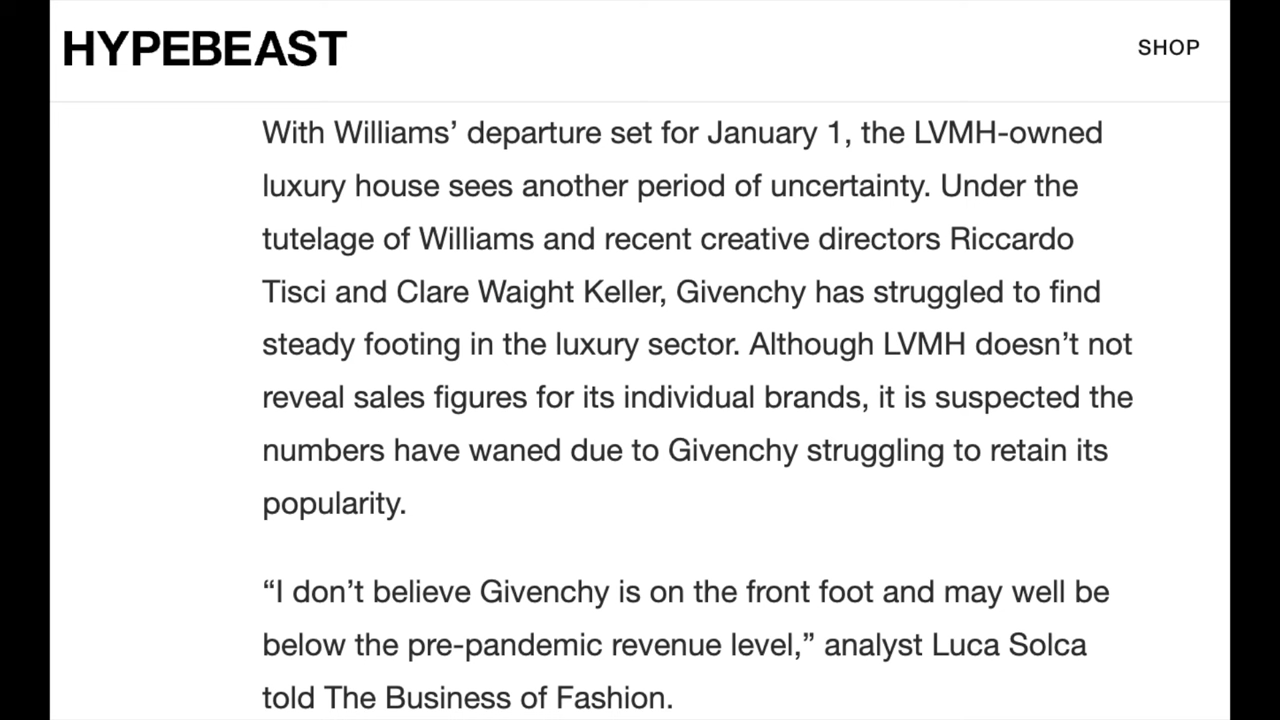 HYPEBEAST
SHOP
With Williams’ departure set for January 1, the LVMH-owned
luxury house sees another period of uncertainty. Under the
tutelage of Williams and recent creative directors Riccardo
Tisci and Clare Waight Keller, Givenchy has struggled to find
steady footing in the luxury sector. Although LVMH doesn’t not
reveal sales figures for its individual brands, it is suspected the
numbers have waned due to Givenchy struggling to retain its
popularity.
“I don’t believe Givenchy is on the front foot and may well be
below the pre-pandemic revenue level,” analyst Luca Solca
told The Business of Fashion.